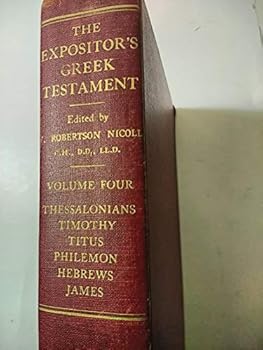 THE
EXPOSITOR'S
GREEK
TESTAMENT
Edited by
ROBERTSON NICOLL
C.H., D.D., LL.D.
VOLUME FOUR
THESSALONIANS
TIMOTHY
TITUS
PHILEMON
HEBREWS
JAMES